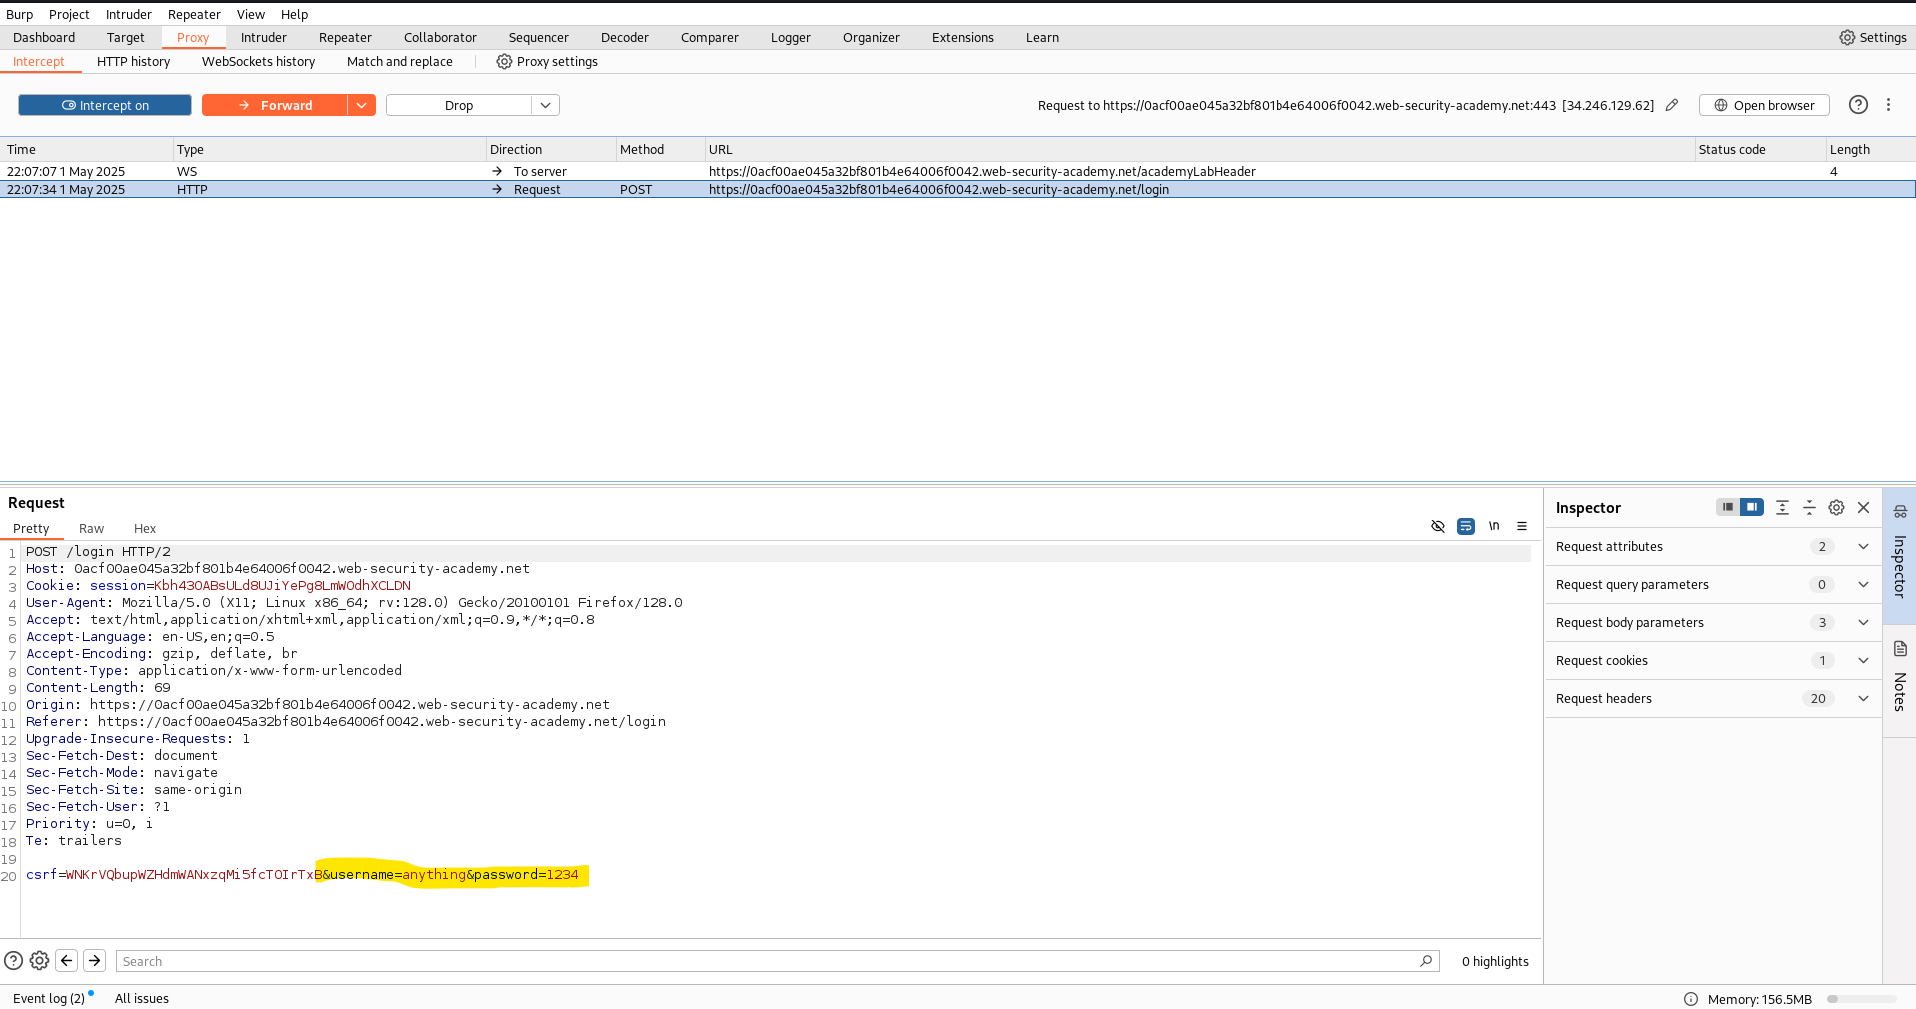 Burp Project Intruder Repeater View Help
Dashboard Target Proxy Intruder Repeater Collaborator Sequencer Decoder Comparer Logger Organizer Extensions Learn Settings
Intercept HTTP history WebSockets history Match and replace Proxy settings
Intercept on Forward Drop Request to https://0acf00ae045a32bf801b4e64006f0042.web-security-academy.net:443 [34.246.129.62] Open browser
Time Type Direction Method URL Status code Length
22:07:07 1 May 2025 WS → To server https://0acf00ae045a32bf801b4e64006f0042.web-security-academy.net/academyLabHeader 4
22:07:34 1 May 2025 HTTP → Request POST https://0acf00ae045a32bf801b4e64006f0042.web-security-academy.net/login
Request
Pretty Raw Hex \n
1 POST /login HTTP/2
2 Host: 0acf00ae045a32bf801b4e64006f0042.web-security-academy.net
3 Cookie: session=Kbh43OABsULd8UJiYePg8LmWOdhXCLDN
4 User-Agent: Mozilla/5.0 (X11; Linux x86_64; rv:128.0) Gecko/20100101 Firefox/128.0
5 Accept: text/html,application/xhtml+xml,application/xml;q=0.9,*/*;q=0.8
6 Accept-Language: en-US,en;q=0.5
7 Accept-Encoding: gzip, deflate, br
8 Content-Type: application/x-www-form-urlencoded
9 Content-Length: 69
10 Origin: https://0acf00ae045a32bf801b4e64006f0042.web-security-academy.net
11 Referer: https://0acf00ae045a32bf801b4e64006f0042.web-security-academy.net/login
12 Upgrade-Insecure-Requests: 1
13 Sec-Fetch-Dest: document
14 Sec-Fetch-Mode: navigate
15 Sec-Fetch-Site: same-origin
16 Sec-Fetch-User: ?1
17 Priority: u=0, i
18 Te: trailers
19
20 csrf=WNKrVQbupWZHdmWANxzqMi5fcTOIrTxB&username=anything&password=1234
Search 0 highlights
Inspector
Request attributes 2
Request query parameters 0
Request body parameters 3
Request cookies 1
Request headers 20
Inspector
Notes
Event log (2) All issues Memory: 156.5MB